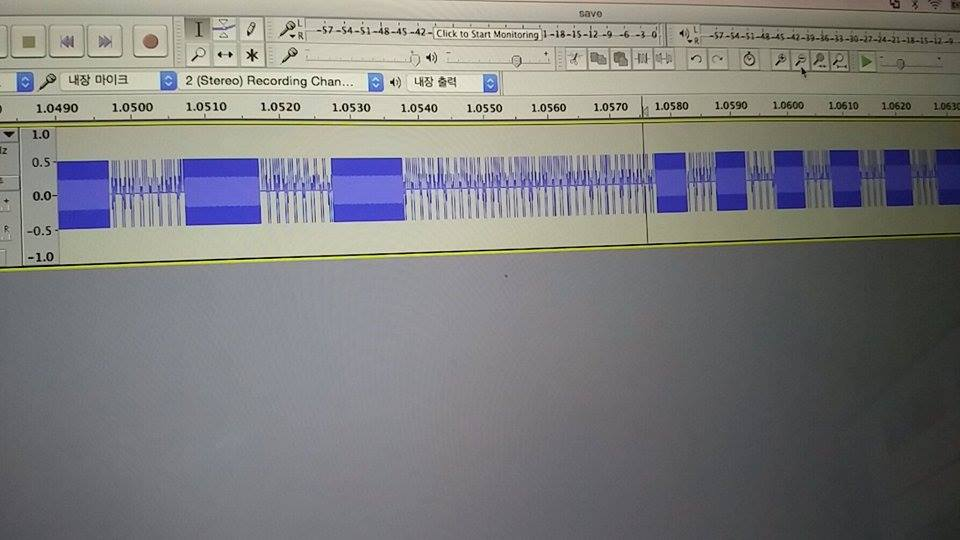 save
L
R
-57-54-51-48-45-42- Click to Start Monitoring 1-18-15-12-9 -6 -3 0
L
R
-57-54-51-48-45-42-39-36-33-30-27-24-21-18-15-12-9
내장 마이크
2 (Stereo) Recording Chan...
내장 출력
1.0490 1.0500 1.0510 1.0520 1.0530 1.0540 1.0550 1.0560 1.0570 1.0580 1.0590 1.0600 1.0610 1.0620 1.0630
1.0
Hz
0.5
0.0
R
-0.5
-1.0